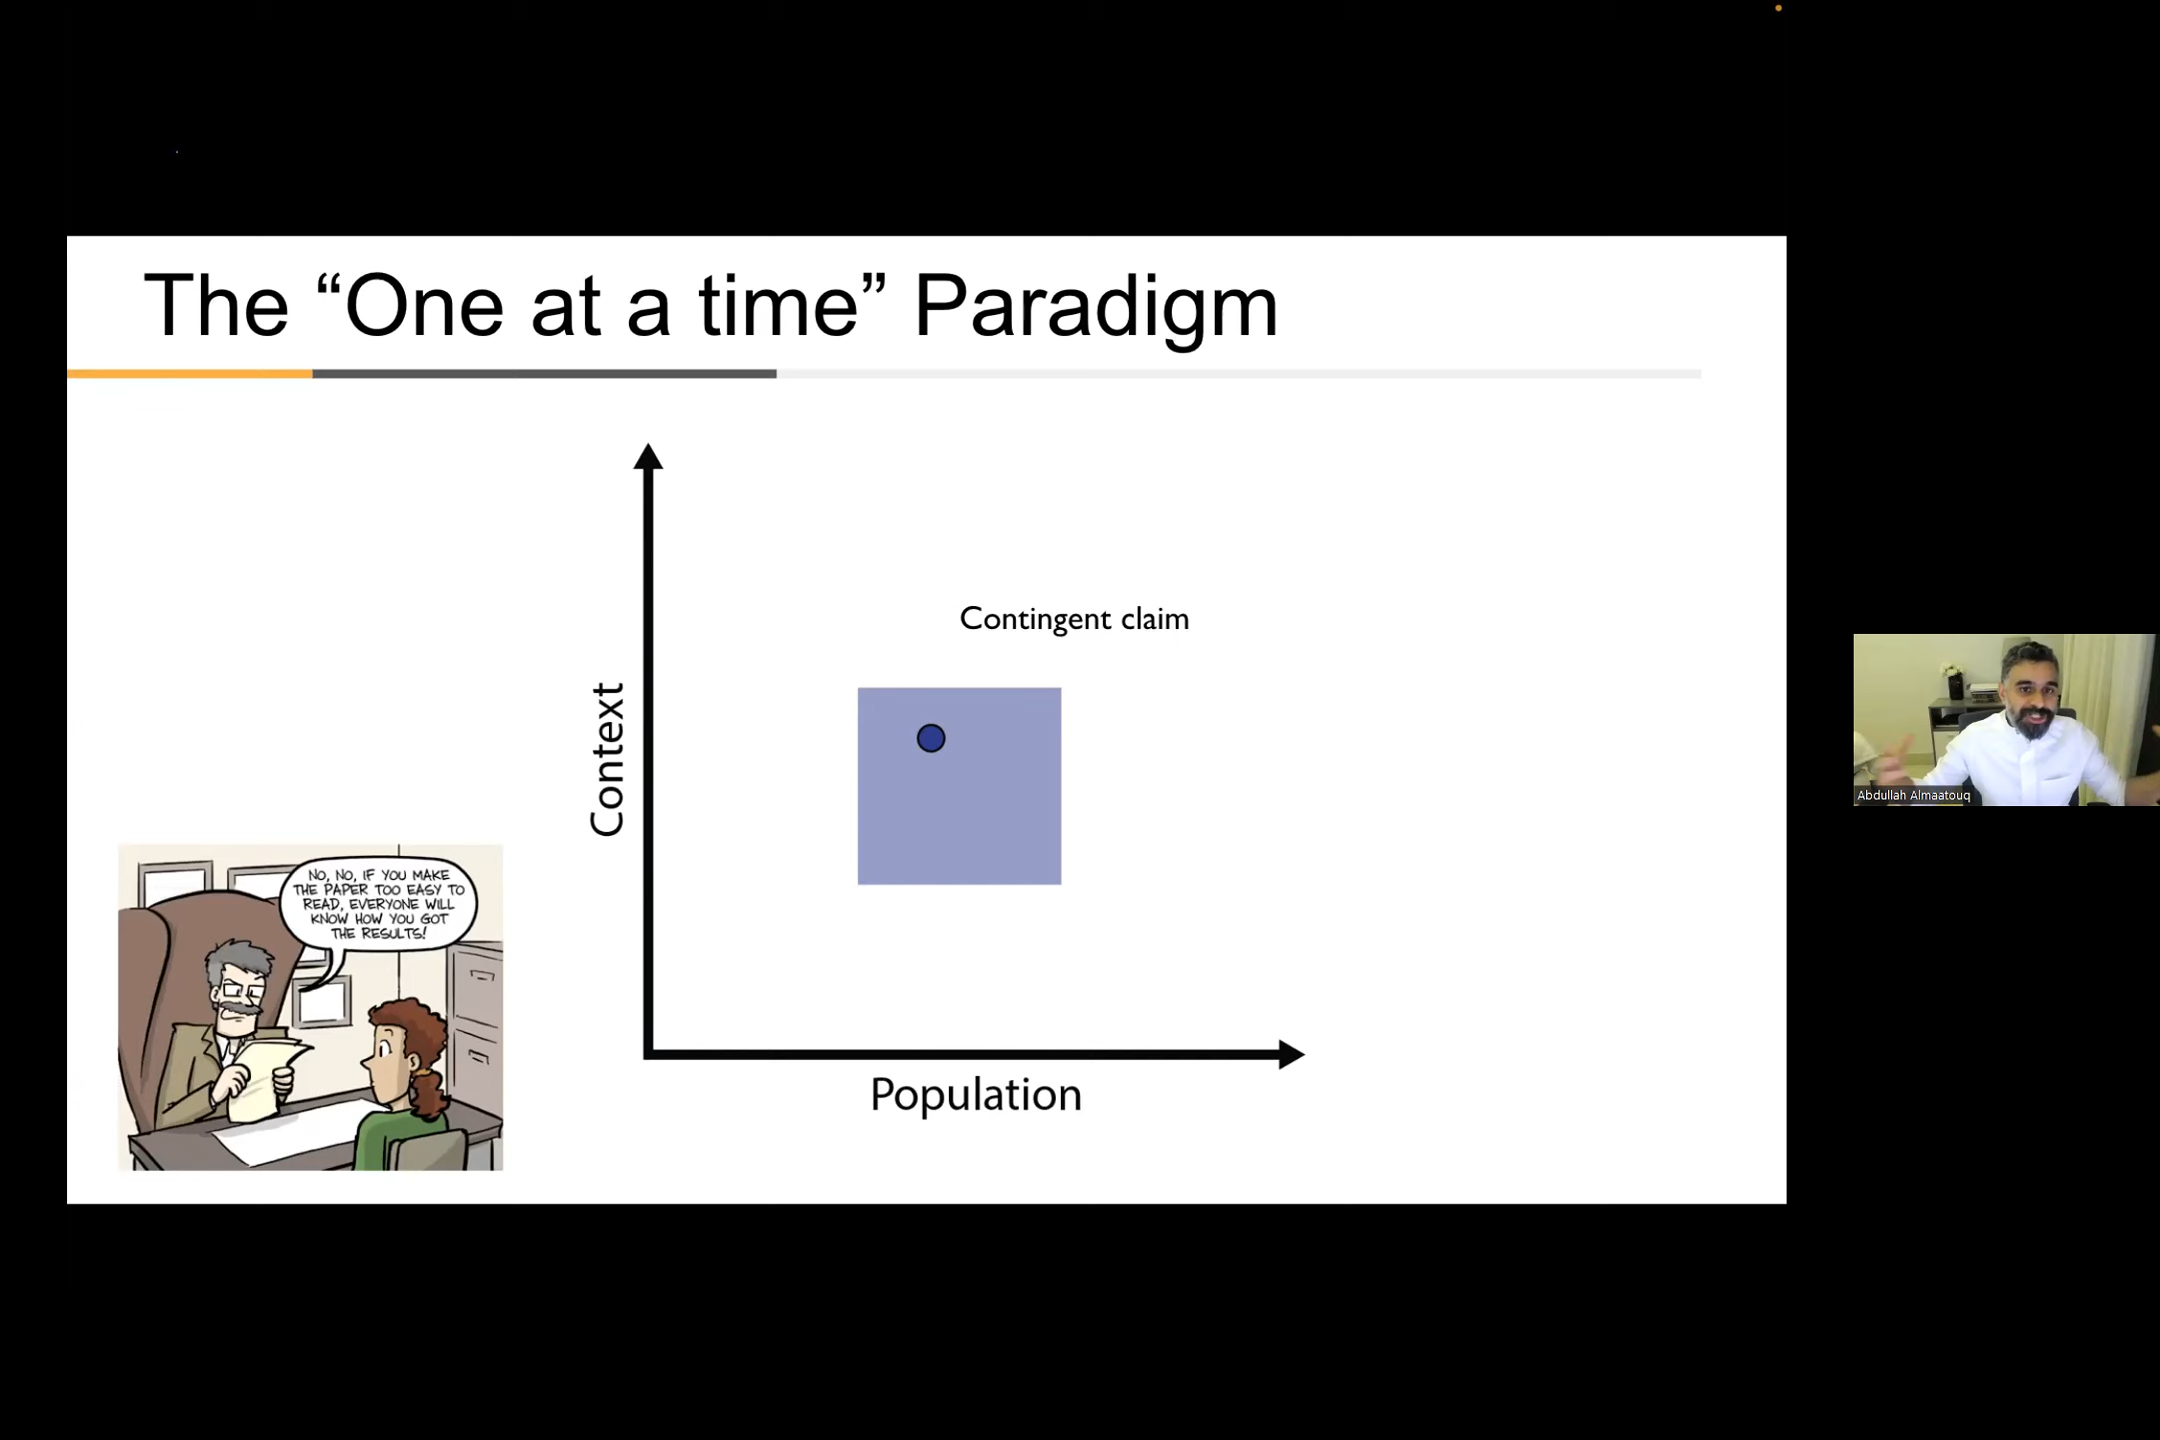 The “One at a time” Paradigm
Contingent claim
Context
Population
NO, NO, IF YOU MAKE
THE PAPER TOO EASY TO
READ, EVERYONE WILL
KNOW HOW YOU GOT
THE RESULTS!
Abdullah Almaatouq